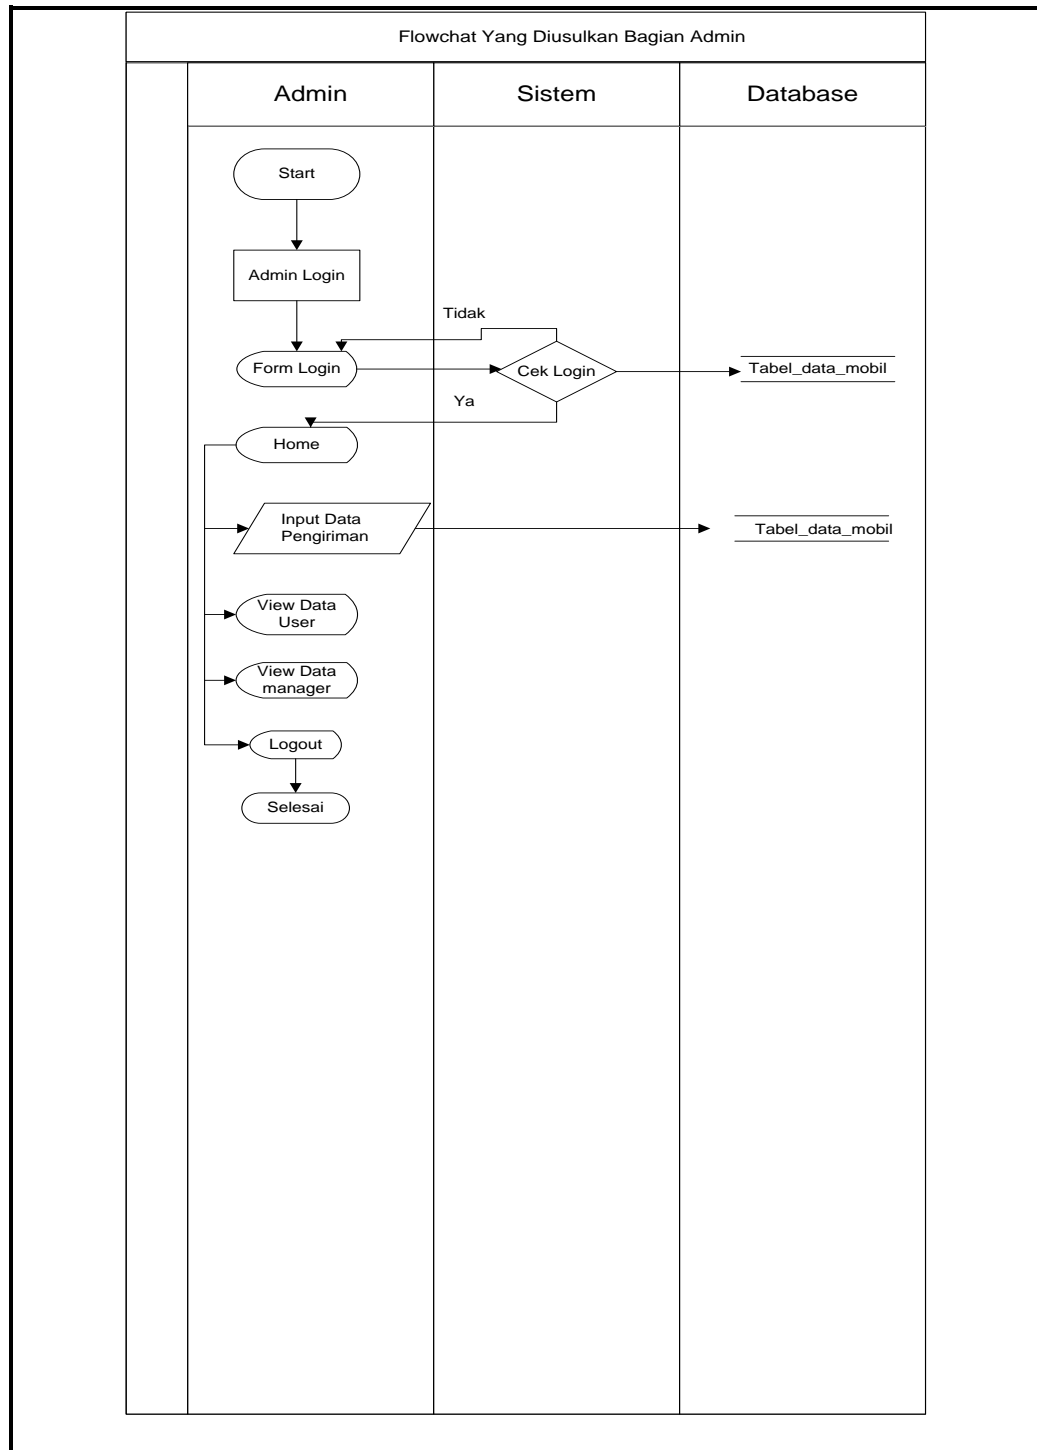 Flowchat Yang Diusulkan Bagian Admin
Admin
Sistem
Database
Start
Admin Login
Tidak
Form Login
Cek Login
Tabel_data_mobil
Ya
Home
Input Data
Pengiriman
Tabel_data_mobil
View Data
User
View Data
manager
Logout
Selesai